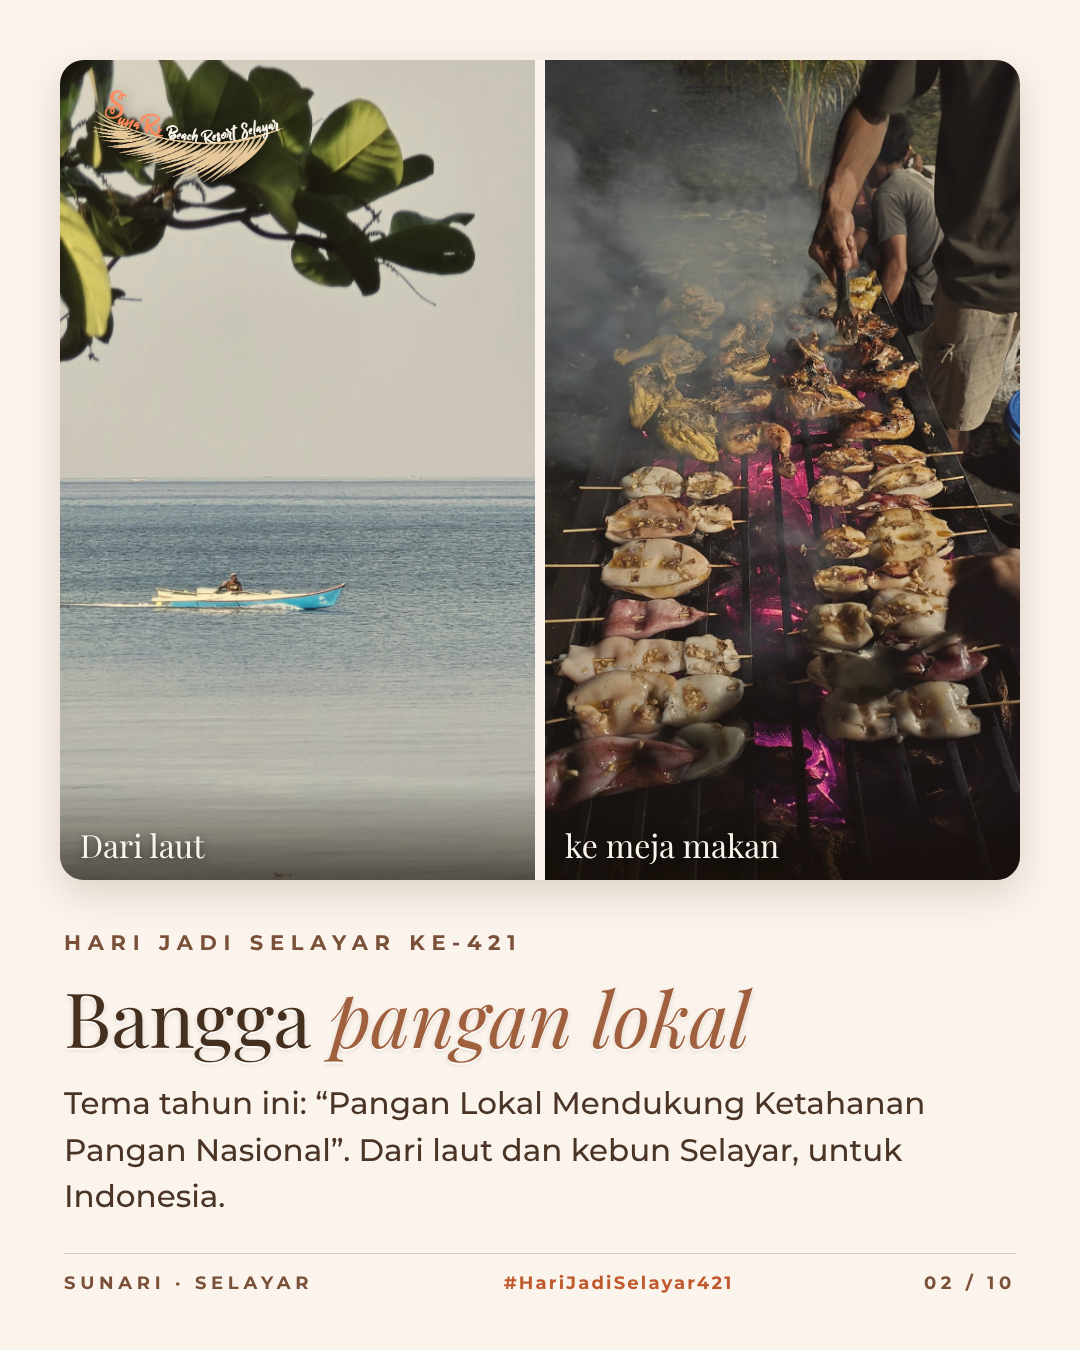 SunaRi Beach Resort Selayar
Dari laut
ke meja makan
HARI JADI SELAYAR KE-421
Bangga pangan lokal
Tema tahun ini: “Pangan Lokal Mendukung Ketahanan
Pangan Nasional”. Dari laut dan kebun Selayar, untuk
Indonesia.
SUNARI · SELAYAR
#HariJadiSelayar421
02 / 10